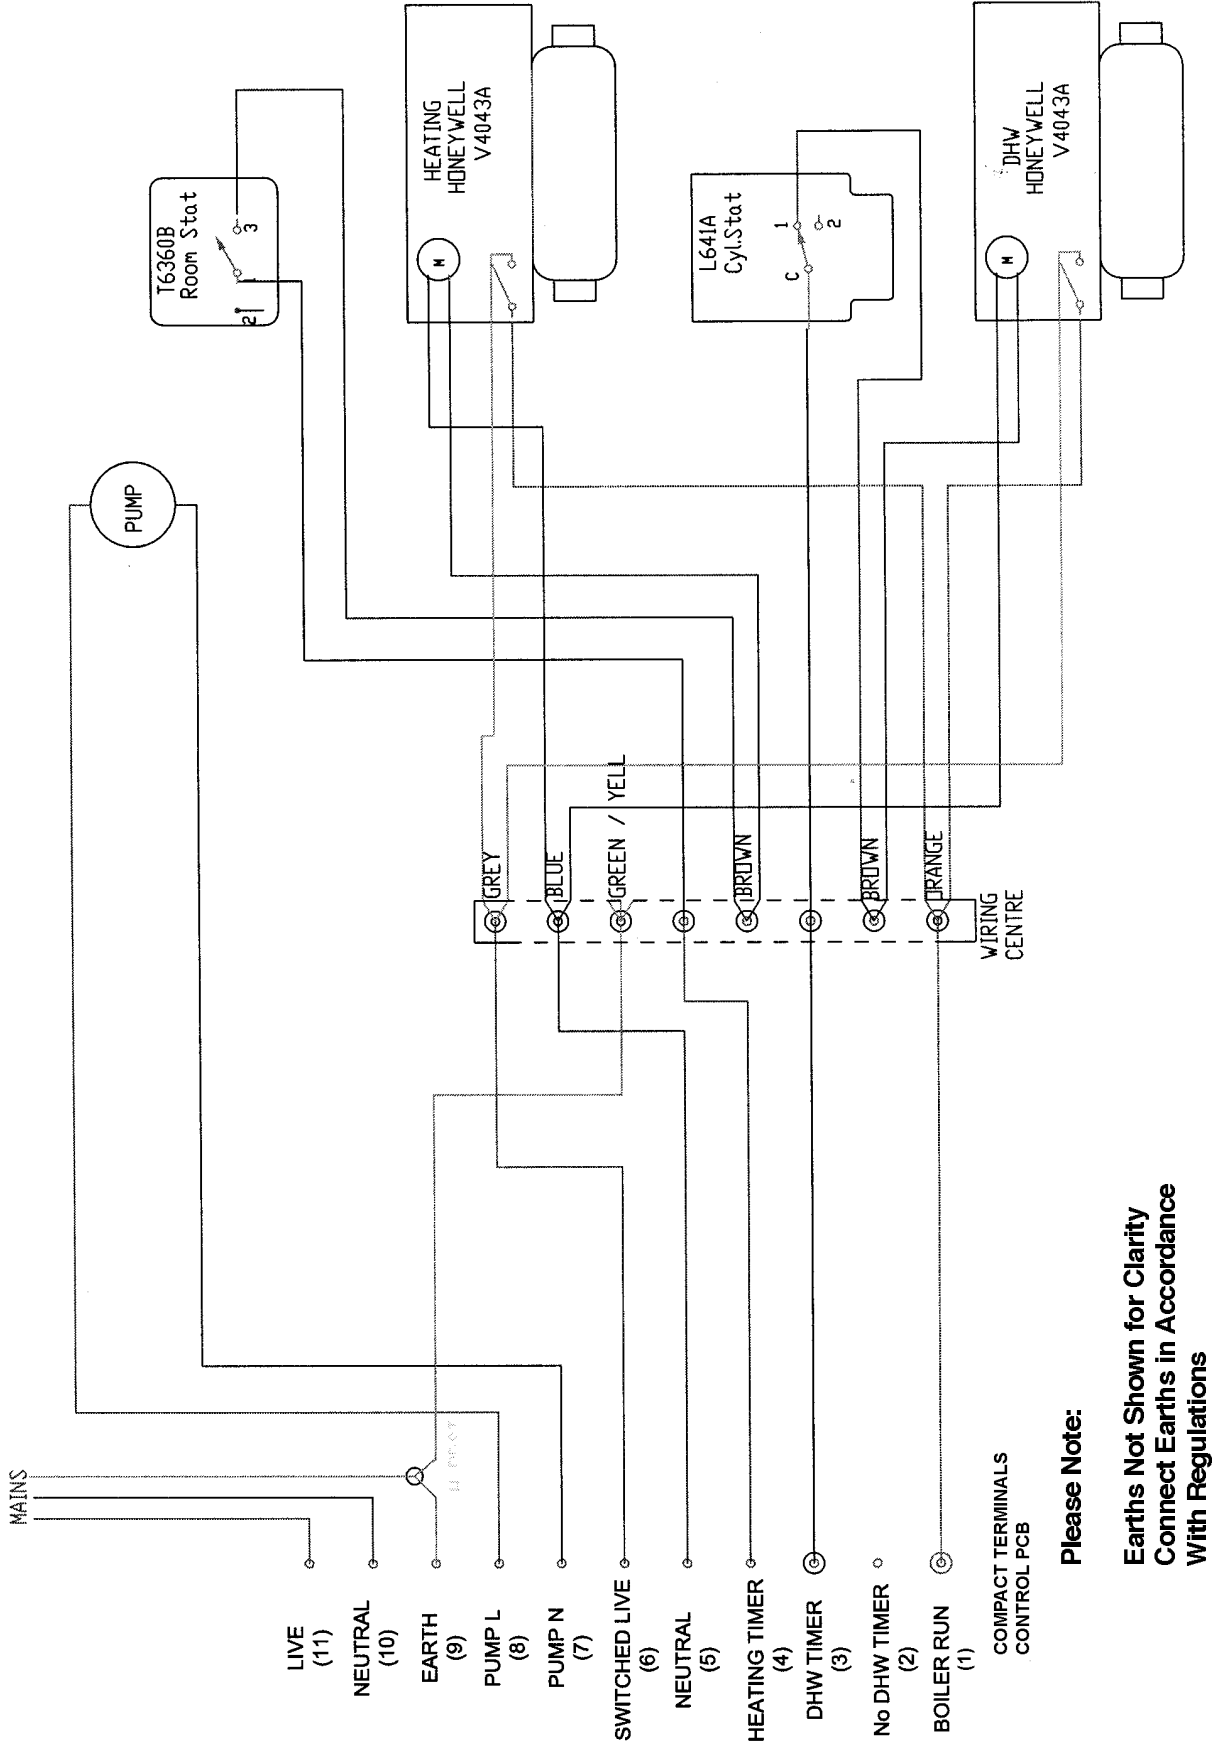 MAINS
LIVE
(11)
NEUTRAL
(10)
EARTH
(9)
PUMP L
(8)
PUMP N
(7)
SWITCHED LIVE
(6)
NEUTRAL
(5)
HEATING TIMER
(4)
DHW TIMER
(3)
No DHW TIMER
(2)
BOILER RUN
(1)
COMPACT TERMINALS
CONTROL PCB
Please Note:
Earths Not Shown for Clarity
Connect Earths in Accordance
With Regulations
GREY
BLUE
GREEN / YELL
BROWN
BROWN
ORANGE
WIRING
CENTRE
PUMP
T6360B
Room Stat
2
1
3
HEATING
HONEYWELL
V4043A
M
L641A
Cyl.Stat
C
1
2
DHW
HONEYWELL
V4043A
M